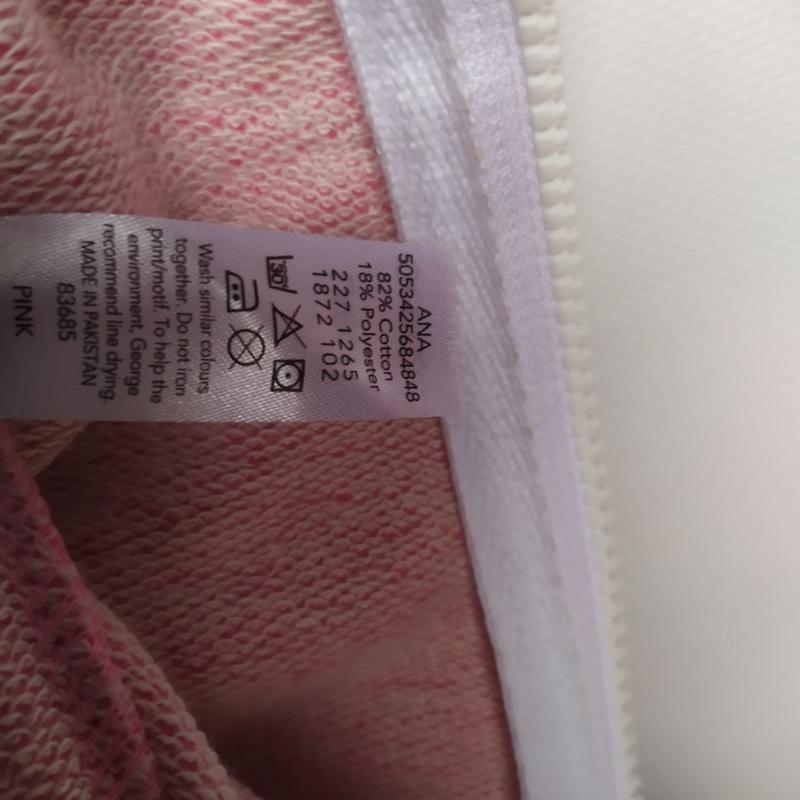 ANA
5053425684848
82% Cotton
18% Polyester
227 1265
1872 102
30
Wash similar colours
together. Do not iron
print/motif. To help the
environment, George
recommend line drying.
MADE IN PAKISTAN
83685
PINK